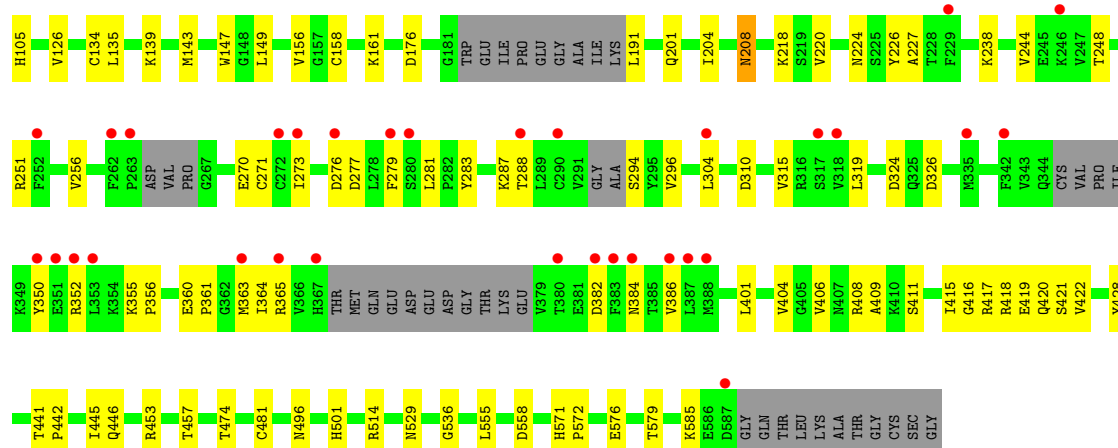 H105 V126 C134 L135 K139 M143 W147 G148 L149 V156 G157 C158 K161 D176 G181 TRP GLU ILE PRO GLU GLY ALA ILE LYS L191 Q201 I204 N208 K218 S219 V220 N224 S225 Y226 A227 T228 F229 K238 V244 E245 K246 V247 T248
R251 F252 V256 F262 P263 ASP VAL PRO G267 E270 C271 C272 I273 D276 D277 L278 F279 S280 L281 P282 Y283 K287 T288 L289 C290 V291 GLY ALA S294 Y295 V296 L304 D310 V315 R316 S317 V318 L319 D324 Q325 D326 M335 F342 V343 Q344 CYS VAL PRO ILE
K349 Y350 E351 R352 L353 K354 K355 P356 E360 P361 G362 M363 I364 R365 V366 H367 THR MET GLN GLU ASP GLU ASP GLY THR LYS GLU V379 T380 E381 D382 F383 N384 T385 V386 L387 M388 L401 V404 G405 V406 N407 R408 A409 K410 S411 I415 G416 R417 R418 E419 Q420 S421 V422
T441 P442 I445 Q446 R453 T457 T474 C481 N496 H501 R514 N529 G536 L555 D558 H571 P572 E576 T579 K585 E586 D587 GLY GLN THR LEU LYS ALA THR GLY CYS SEC GLY